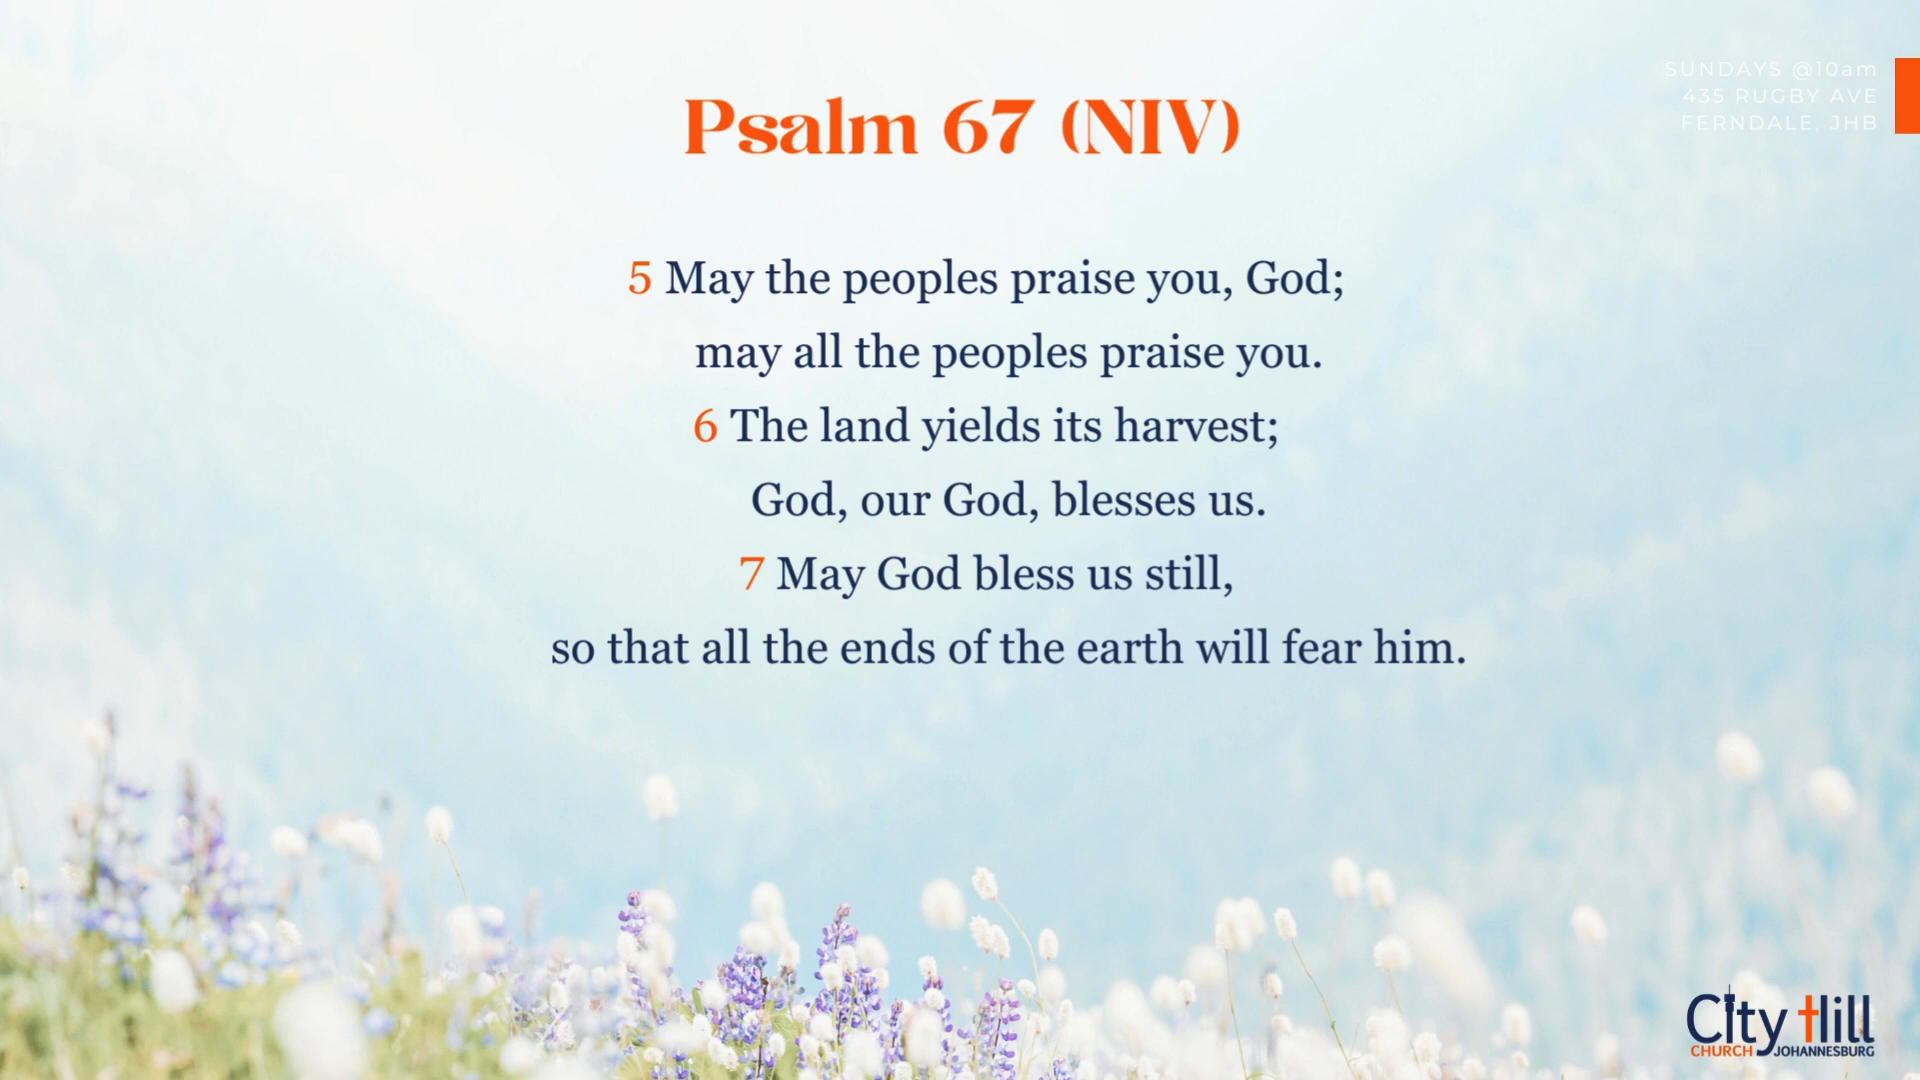 SUNDAYS @10am
435 RUGBY AVE
FERNDALE, JHB
Psalm 67 (NIV)
5 May the peoples praise you, God;
may all the peoples praise you.
6 The land yields its harvest;
God, our God, blesses us.
7 May God bless us still,
so that all the ends of the earth will fear him.
City Hill
CHURCH JOHANNESBURG